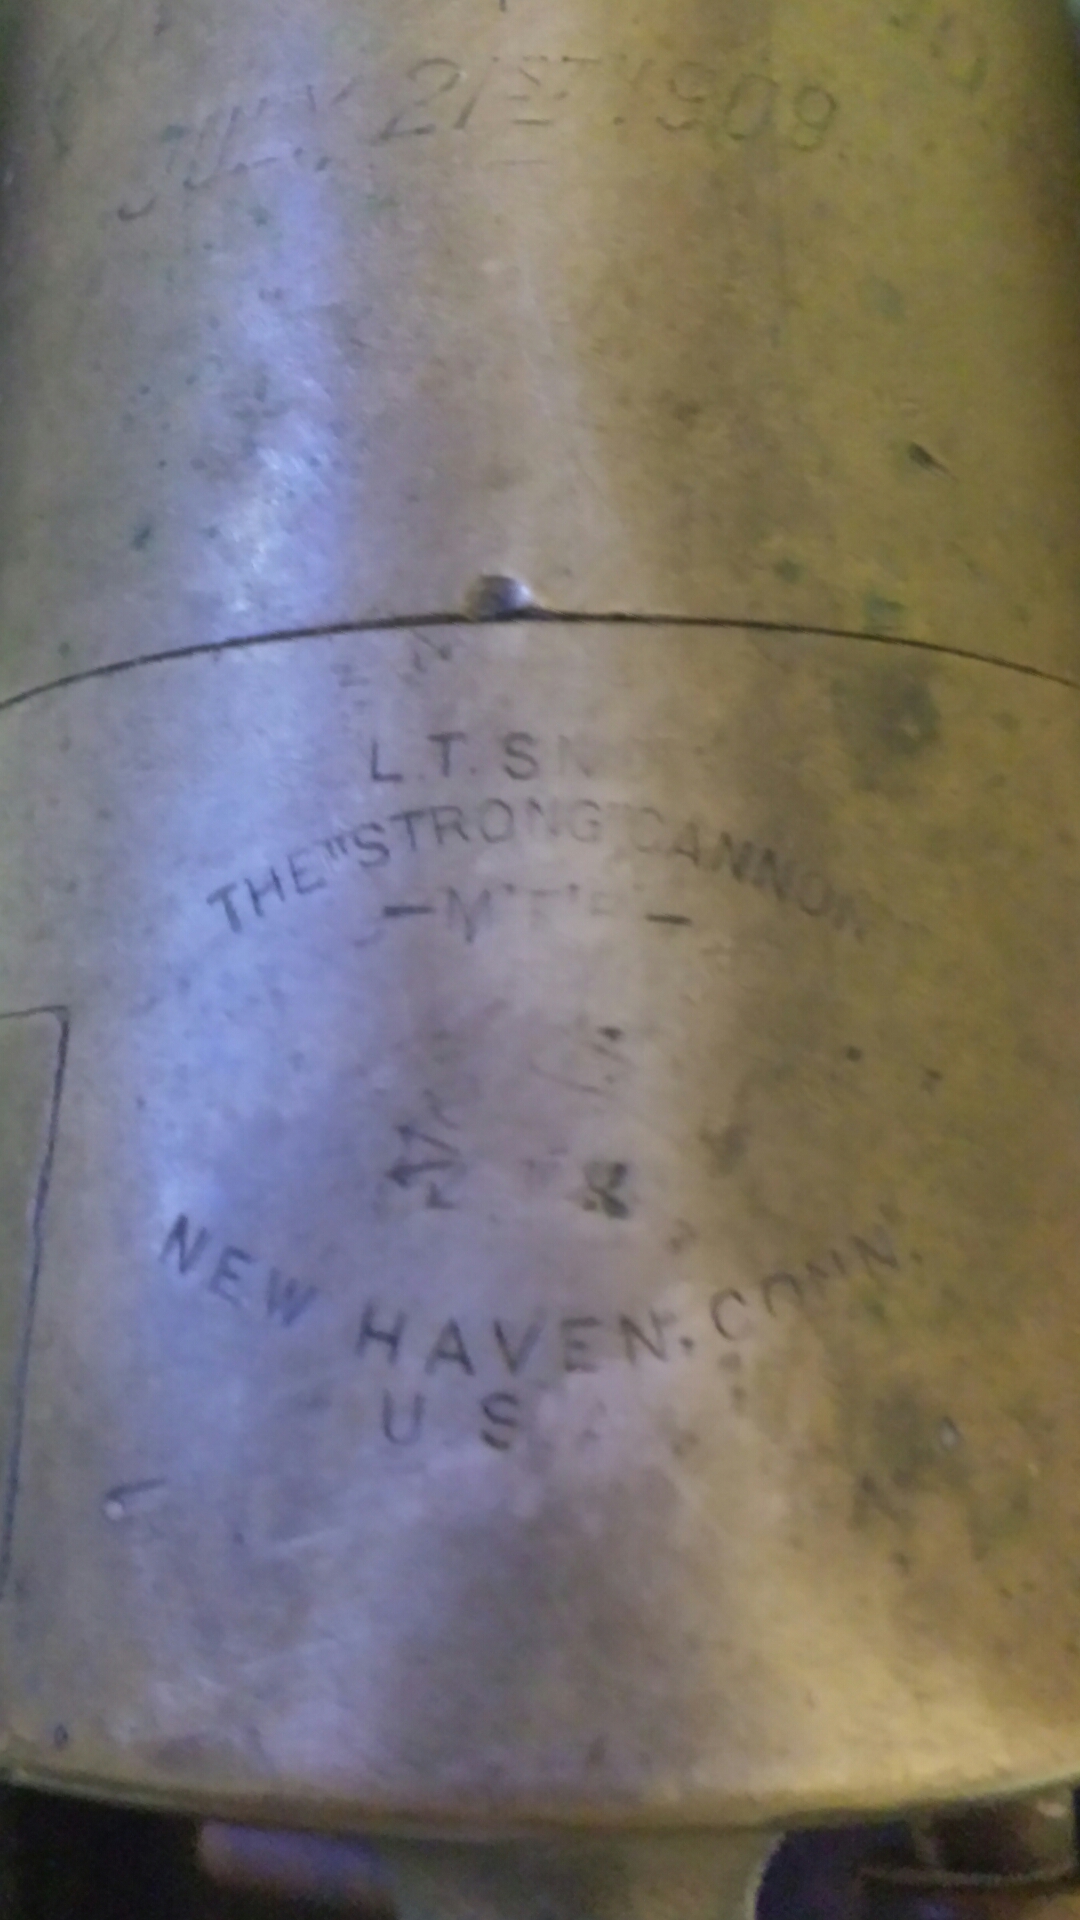 JULY 21ST 1909.
L.T.
THE "STRONG" CANNON
NEW HAVEN. CONN.
U S